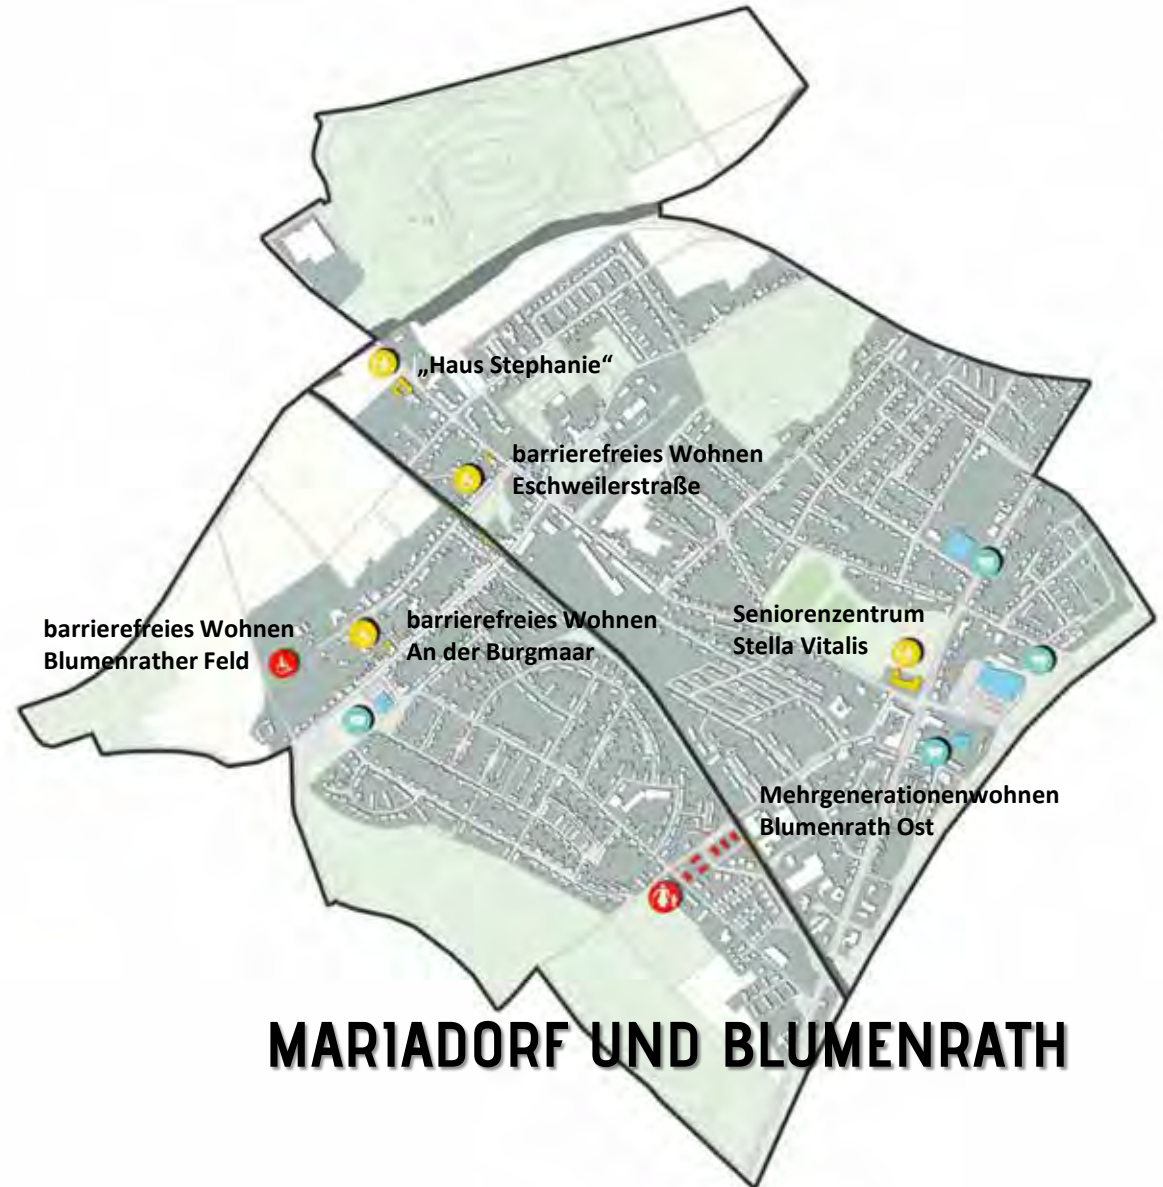 „Haus Stephanie“
barrierefreies Wohnen
Eschweilerstraße
barrierefreies Wohnen
Blumenrather Feld
barrierefreies Wohnen
An der Burgmaar
Seniorenzentrum
Stella Vitalis
Mehrgenerationenwohnen
Blumenrath Ost
MARIADORF UND BLUMENRATH